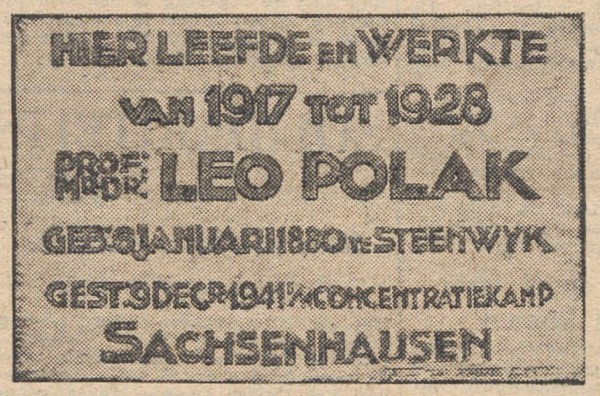 HIER LEEFDE EN WERKTE
VAN 1917 TOT 1928
PROF: MR. DR. LEO POLAK
GEB: 6 JANUARI 1880 TE STEENWYK
GEST: 9 DECR 1941 I/H CONCENTRATIEKAMP
SACHSENHAUSEN